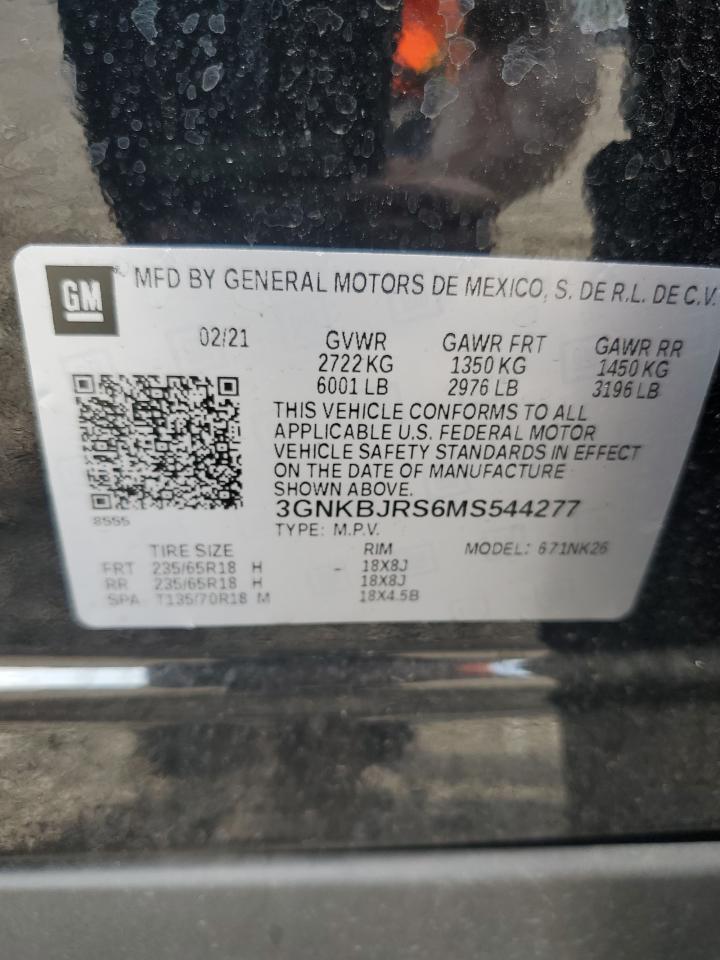 GM MFD BY GENERAL MOTORS DE MEXICO, S. DE R.L. DE C.V.
02/21 GVWR GAWR FRT GAWR RR
2722 KG 1350 KG 1450 KG
6001 LB 2976 LB 3196 LB
THIS VEHICLE CONFORMS TO ALL
APPLICABLE U.S. FEDERAL MOTOR
VEHICLE SAFETY STANDARDS IN EFFECT
ON THE DATE OF MANUFACTURE
SHOWN ABOVE.
3GNKBJRS6MS544277
8555
TYPE: M.P.V.
TIRE SIZE RIM MODEL: 671NK26
FRT 235/65R18 H - 18X8J
RR 235/65R18 H 18X8J
SPA T135/70R18 M 18X4.5B